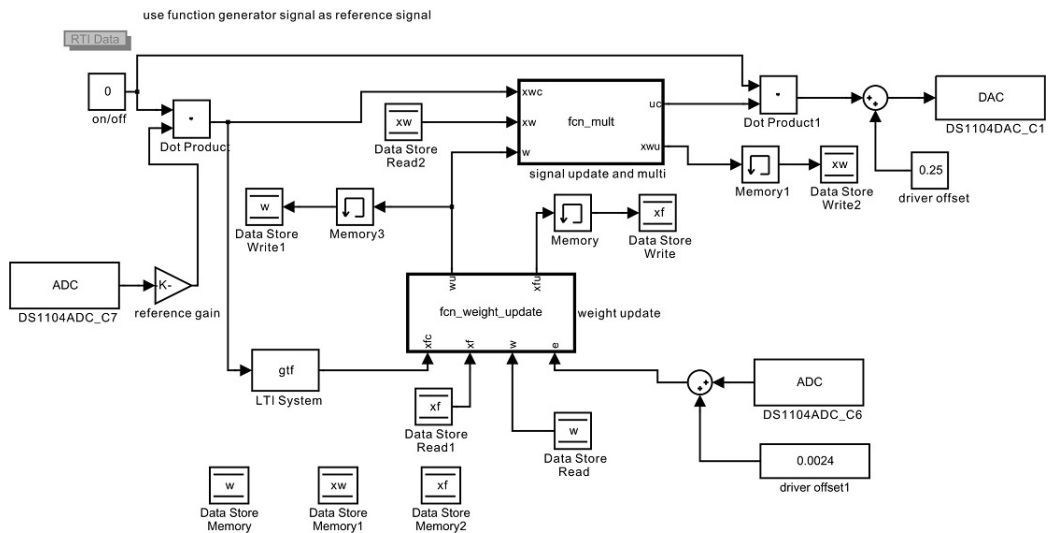 use function generator signal as reference signal
RTI Data
0
on/off
Dot Product
xwc
xw
w
fcn_mult
uc
xwu
signal update and multi
xw
Data Store
Read2
Dot Product1
DAC
DS1104DAC_C1
0.25
driver offset
Memory1
xw
Data Store
Write2
w
Data Store
Write1
Memory3
Memory
xf
Data Store
Write
ADC
DS1104ADC_C7
-K-
reference gain
wu
xfu
fcn_weight_update
xfc
xf
w
e
weight update
gtf
LTI System
xf
Data Store
Read1
w
Data Store
Read
ADC
DS1104ADC_C6
0.0024
driver offset1
w
Data Store
Memory
xw
Data Store
Memory1
xf
Data Store
Memory2